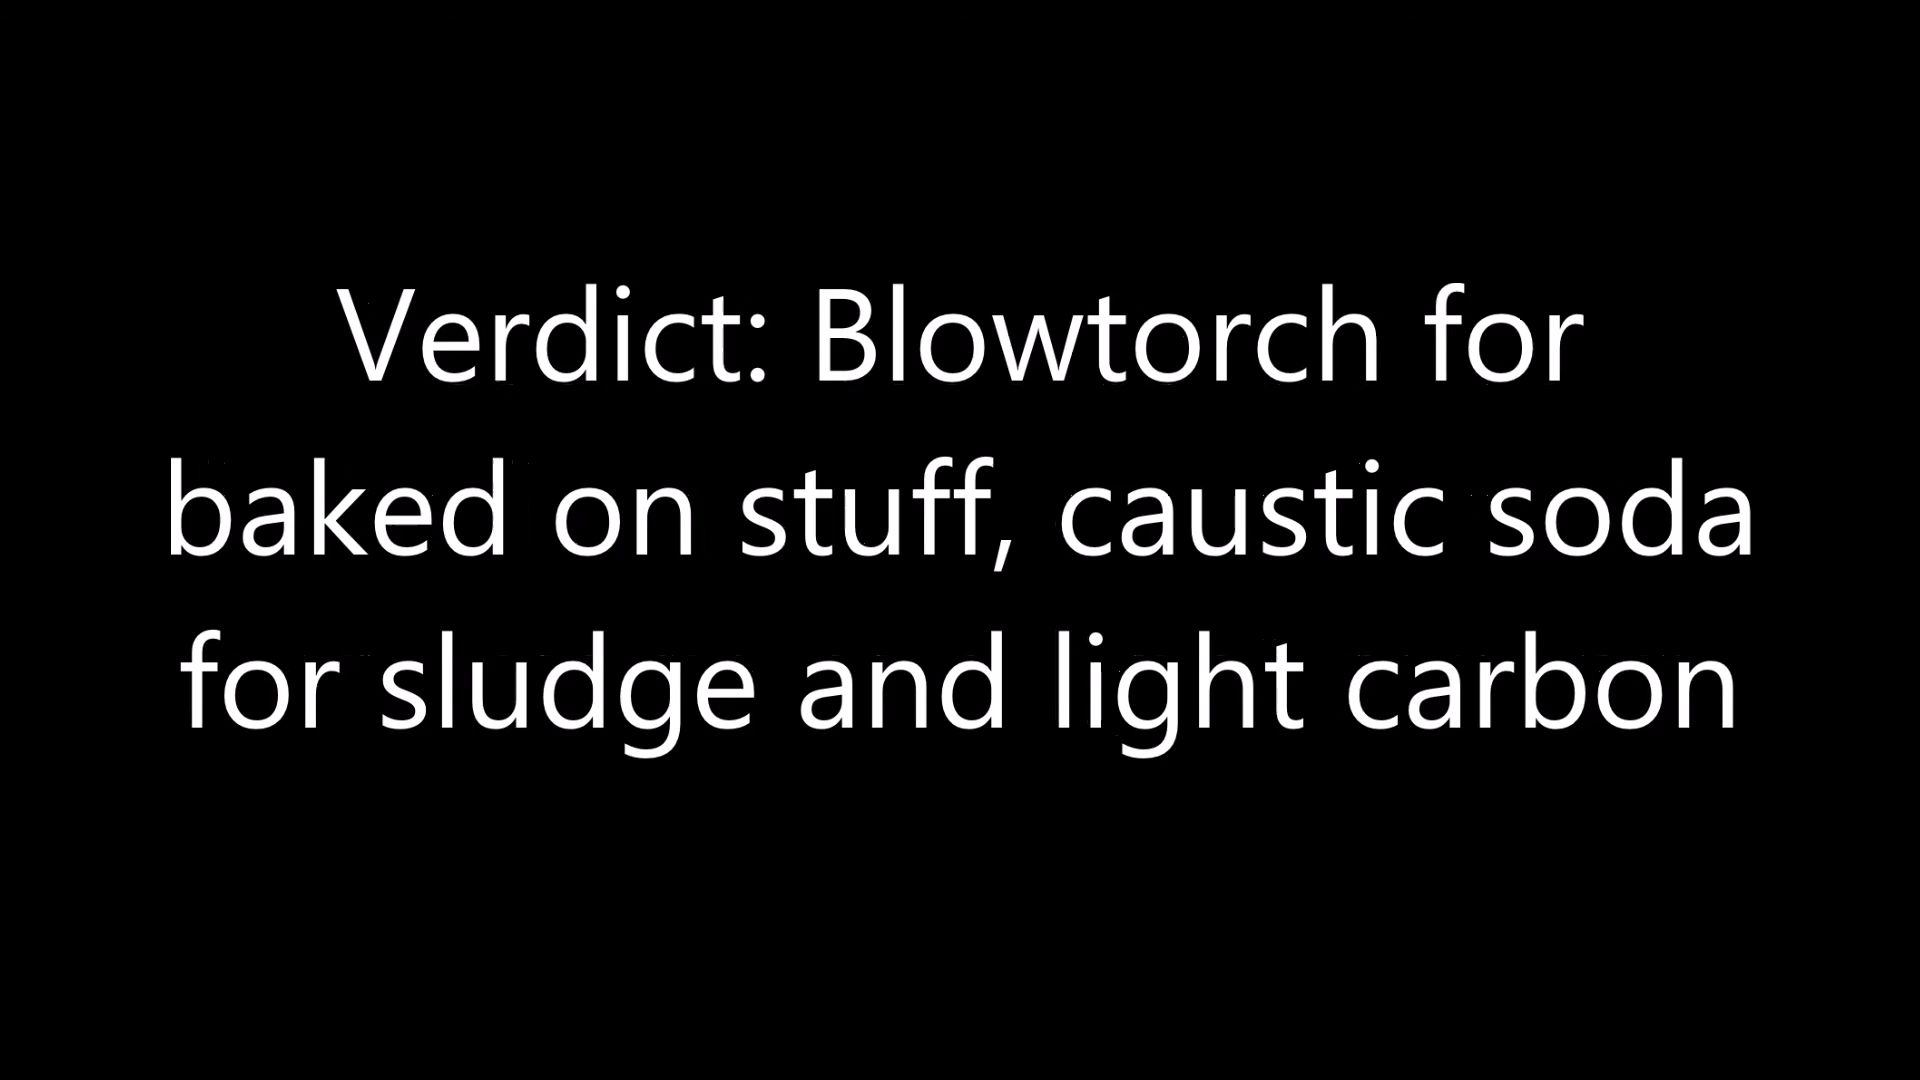 Verdict: Blowtorch for
baked on stuff, caustic soda
for sludge and light carbon